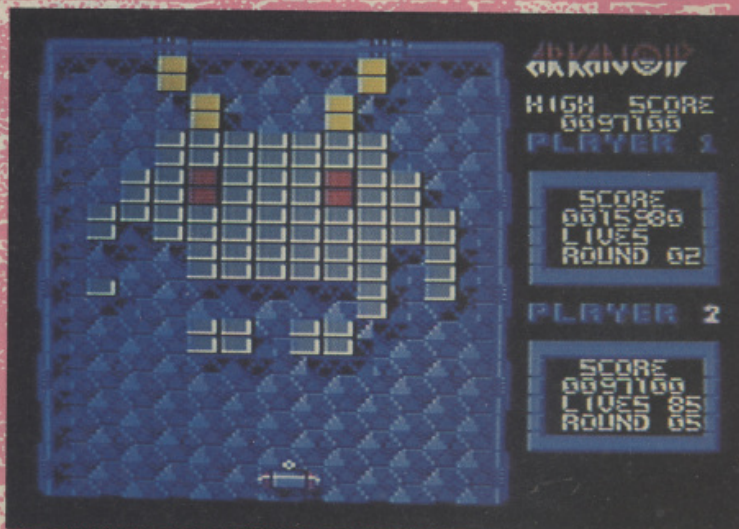 ARKANOID
HIGH SCORE
0097100
PLAYER 1
SCORE
0015980
LIVES
ROUND 02
PLAYER 2
SCORE
0097100
LIVES 85
ROUND 05